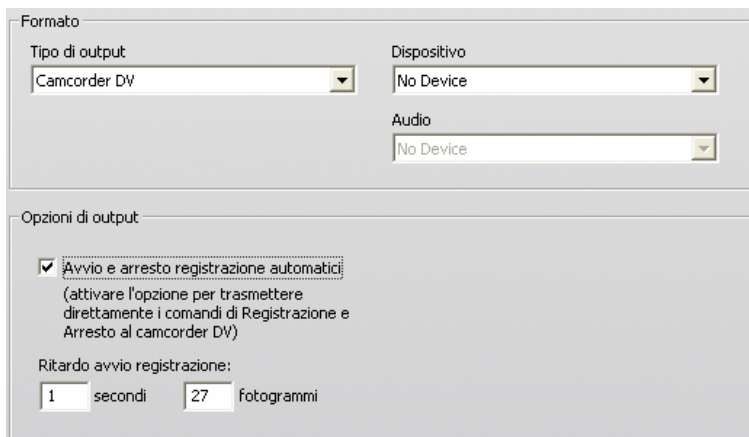 Formato
Tipo di output
Dispositivo
Camcorder DV
No Device
Audio
No Device
Opzioni di output
Avvio e arresto registrazione automatici
(attivare l'opzione per trasmettere
direttamente i comandi di Registrazione e
Arresto al camcorder DV)
Ritardo avvio registrazione:
1 secondi 27 fotogrammi